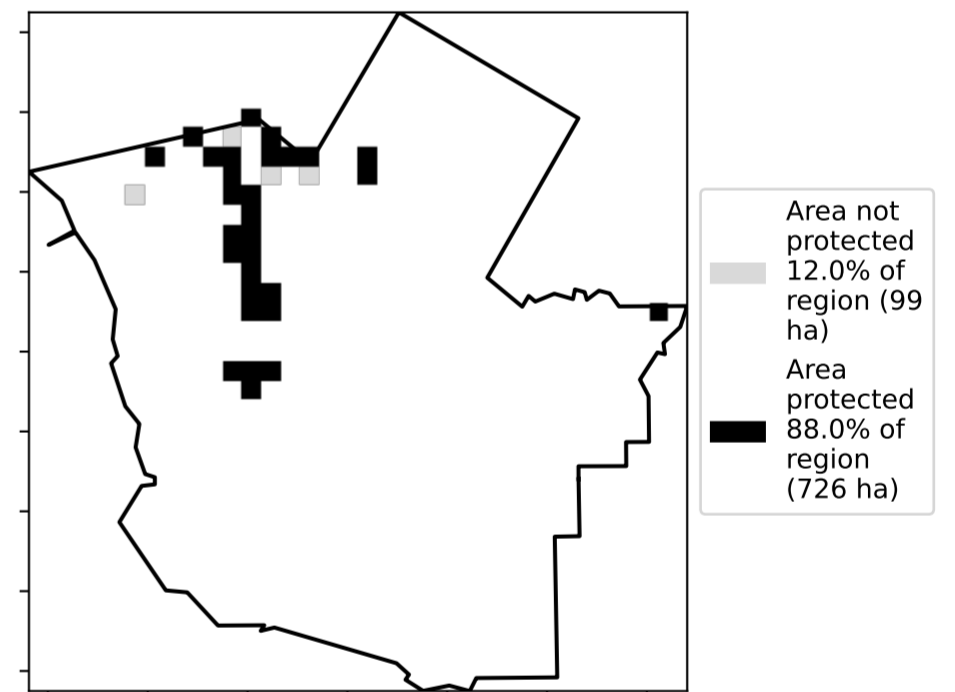 Area not
protected
12.0% of
region (99
ha)
Area
protected
88.0% of
region
(726 ha)